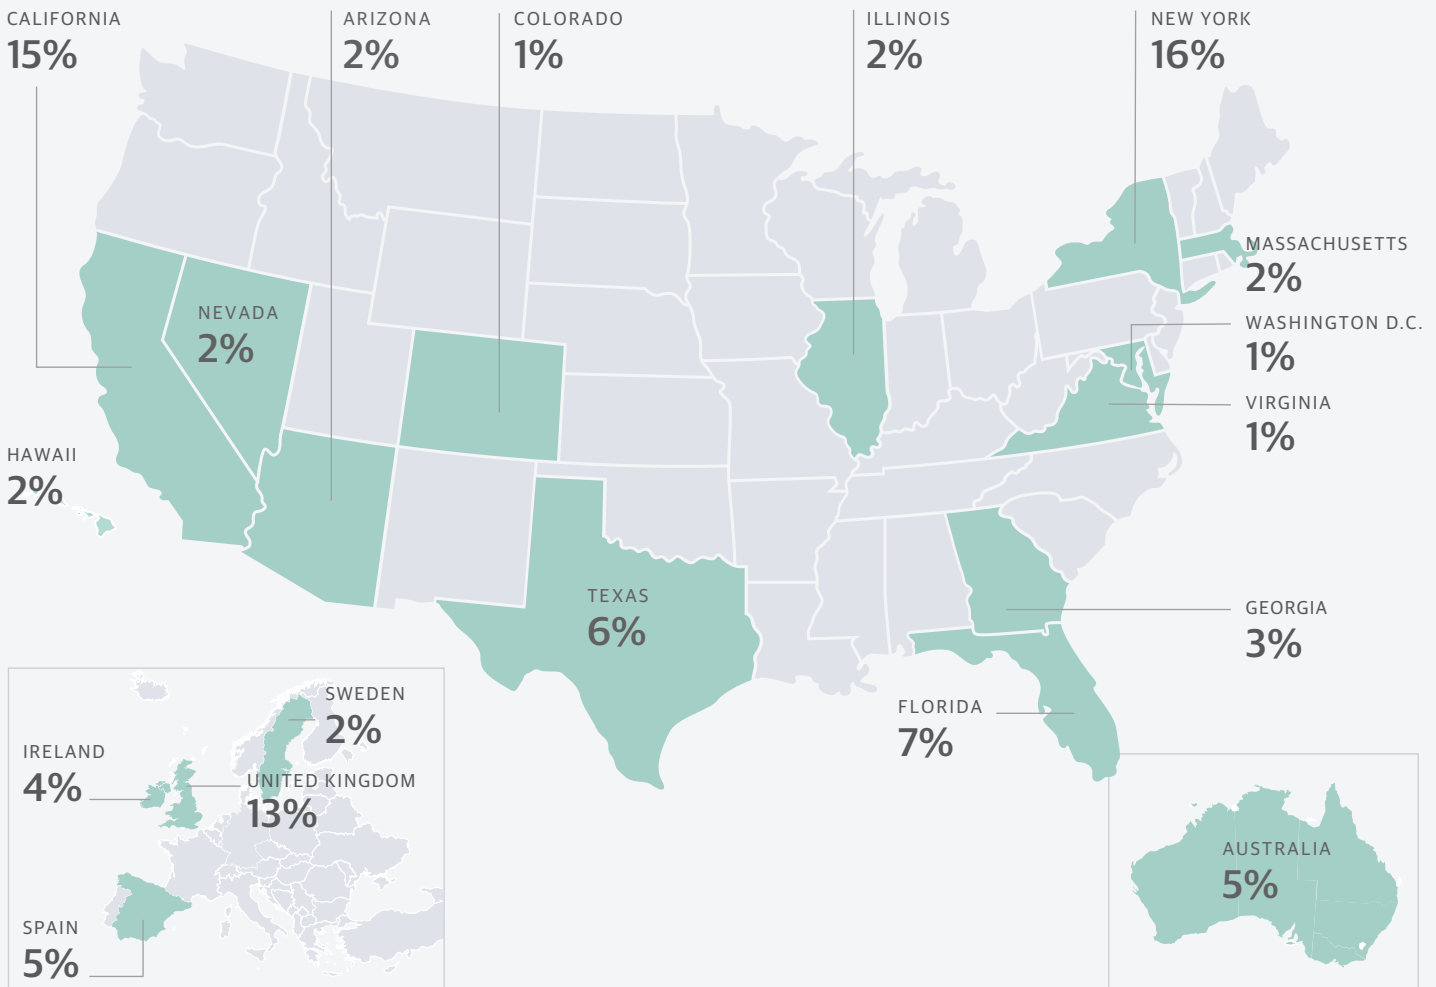 CALIFORNIA
15%
ARIZONA
2%
COLORADO
1%
ILLINOIS
2%
NEW YORK
16%
MASSACHUSETTS
2%
NEVADA
2%
WASHINGTON D.C.
1%
VIRGINIA
1%
HAWAII
2%
TEXAS
6%
GEORGIA
3%
FLORIDA
7%
SWEDEN
2%
IRELAND
4%
UNITED KINGDOM
13%
SPAIN
5%
AUSTRALIA
5%